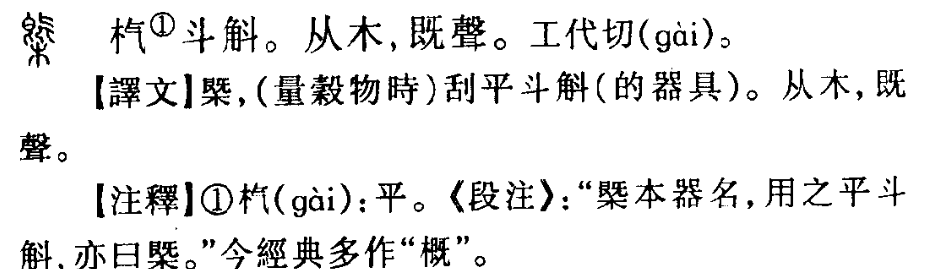 槩 杚①斗斛。从木,既聲。工代切(gài)。
【譯文】槩,(量穀物時)刮平斗斛(的器具)。从木,既
聲。
【注釋】①杚(gài):平。《段注》:“槩本器名,用之平斗
斛,亦曰槩。”今經典多作“概”。